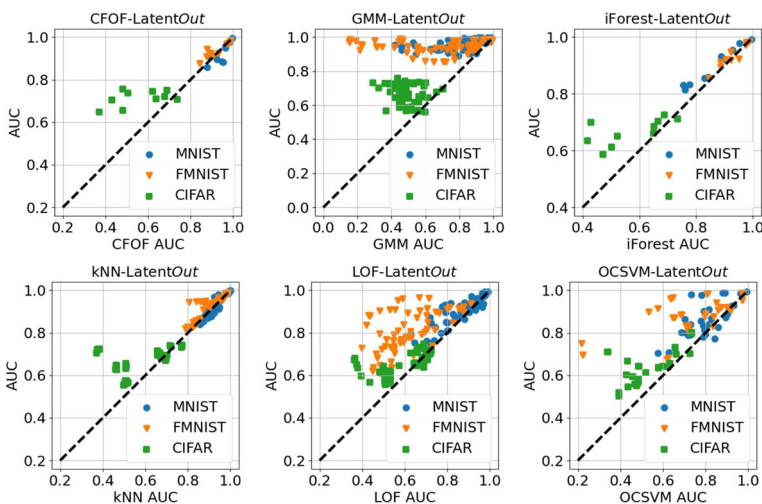 CFOF-LatentOut
AUC
1.0
0.8
0.6
0.4
0.2
MNIST
FMNIST
CIFAR
0.2 0.4 0.6 0.8 1.0
CFOF AUC
GMM-LatentOut
AUC
1.0
0.8
0.6
0.4
0.2
0.0
MNIST
FMNIST
CIFAR
0.0 0.2 0.4 0.6 0.8 1.0
GMM AUC
iForest-LatentOut
AUC
1.0
0.8
0.6
0.4
MNIST
FMNIST
CIFAR
0.4 0.6 0.8 1.0
iForest AUC
kNN-LatentOut
AUC
1.0
0.8
0.6
0.4
0.2
MNIST
FMNIST
CIFAR
0.2 0.4 0.6 0.8 1.0
kNN AUC
LOF-LatentOut
AUC
1.0
0.8
0.6
0.4
0.2
MNIST
FMNIST
CIFAR
0.2 0.4 0.6 0.8 1.0
LOF AUC
OCSVM-LatentOut
AUC
1.0
0.8
0.6
0.4
0.2
MNIST
FMNIST
CIFAR
0.2 0.4 0.6 0.8 1.0
OCSVM AUC